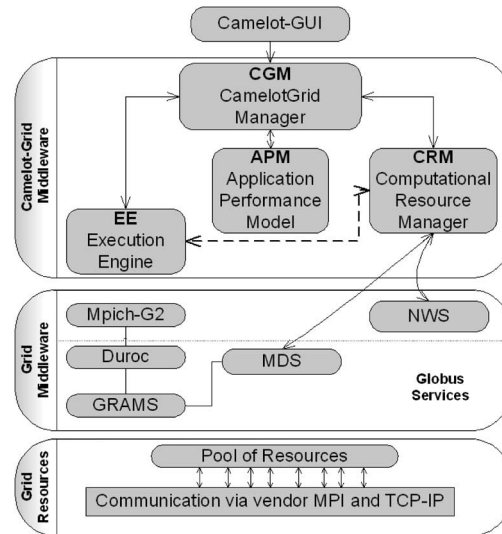 Camelot-GUI
Camelot-Grid
Middleware
CGM
CamelotGrid
Manager
APM
Application
Performance
Model
CRM
Computational
Resource
Manager
EE
Execution
Engine
Grid
Middleware
Mpich-G2
NWS
Duroc
MDS
GRAMS
Globus
Services
Grid
Resources
Pool of Resources
Communication via vendor MPI and TCP-IP